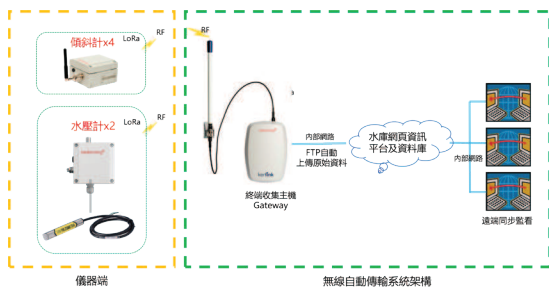 傾斜計x4
LoRa
RF
RF
水壓計x2
LoRa
RF
終端收集主機
Gateway
內部網路
FTP自動
上傳原始資料
水庫網頁資訊
平台及資料庫
內部網路
遠端同步監看
儀器端
無線自動傳輸系統架構